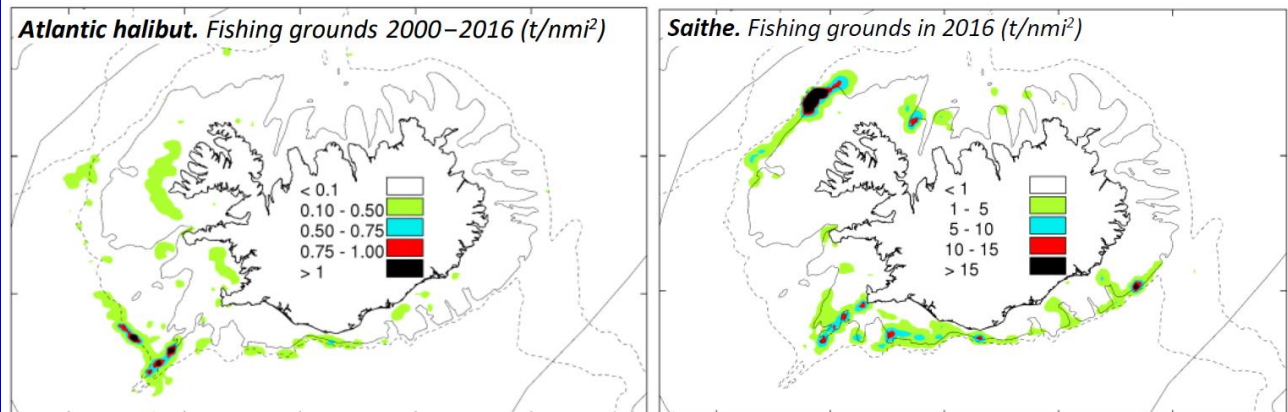 Atlantic halibut. Fishing grounds 2000–2016 (t/nmi²)
< 0.1
0.10 - 0.50
0.50 - 0.75
0.75 - 1.00
> 1
Saithe. Fishing grounds in 2016 (t/nmi²)
< 1
1 - 5
5 - 10
10 - 15
> 15